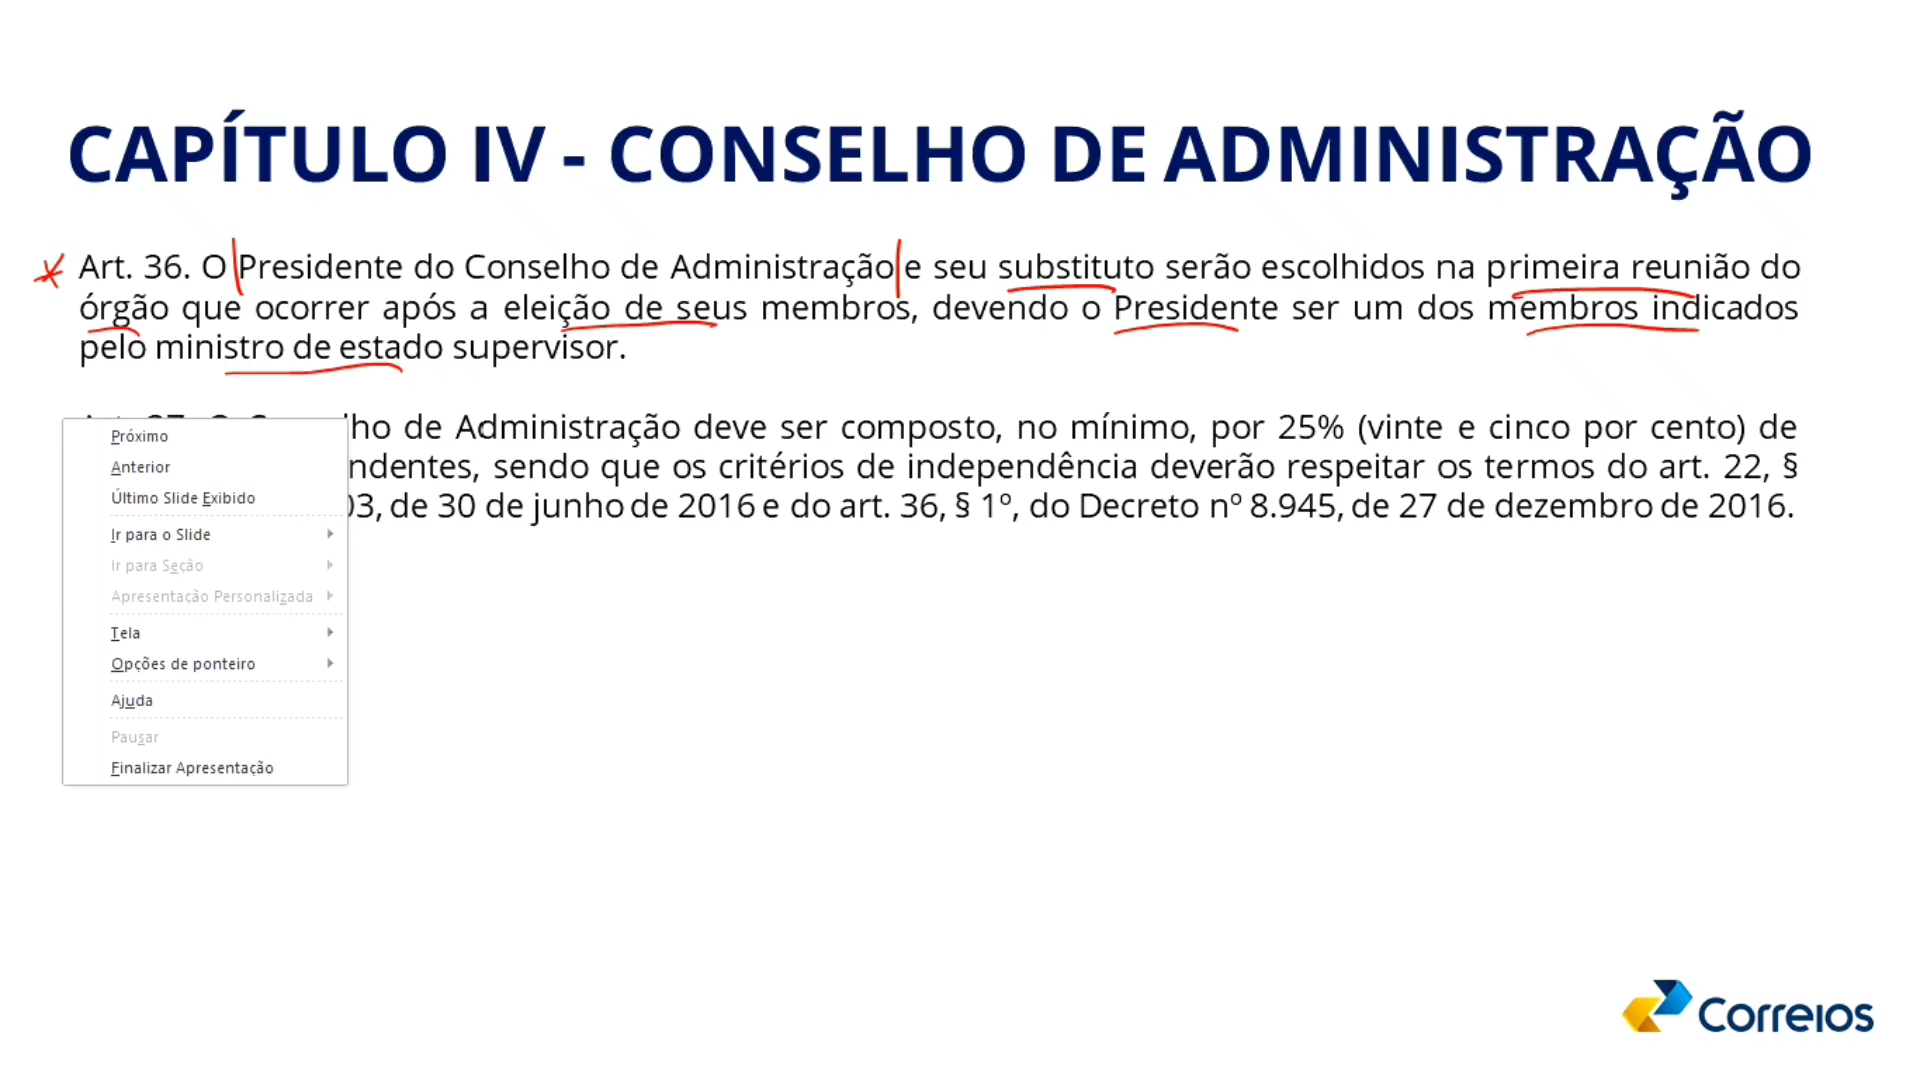 CAPÍTULO IV - CONSELHO DE ADMINISTRAÇÃO
Art. 36. O Presidente do Conselho de Administração e seu substituto serão escolhidos na primeira reunião do
órgão que ocorrer após a eleição de seus membros, devendo o Presidente ser um dos membros indicados
pelo ministro de estado supervisor.
lho de Administração deve ser composto, no mínimo, por 25% (vinte e cinco por cento) de
ndentes, sendo que os critérios de independência deverão respeitar os termos do art. 22, §
03, de 30 de junho de 2016 e do art. 36, § 1º, do Decreto nº 8.945, de 27 de dezembro de 2016.
Próximo
Anterior
Último Slide Exibido
Ir para o Slide
Ir para Seção
Apresentação Personalizada
Tela
Opções de ponteiro
Ajuda
Pausar
Finalizar Apresentação
Correios